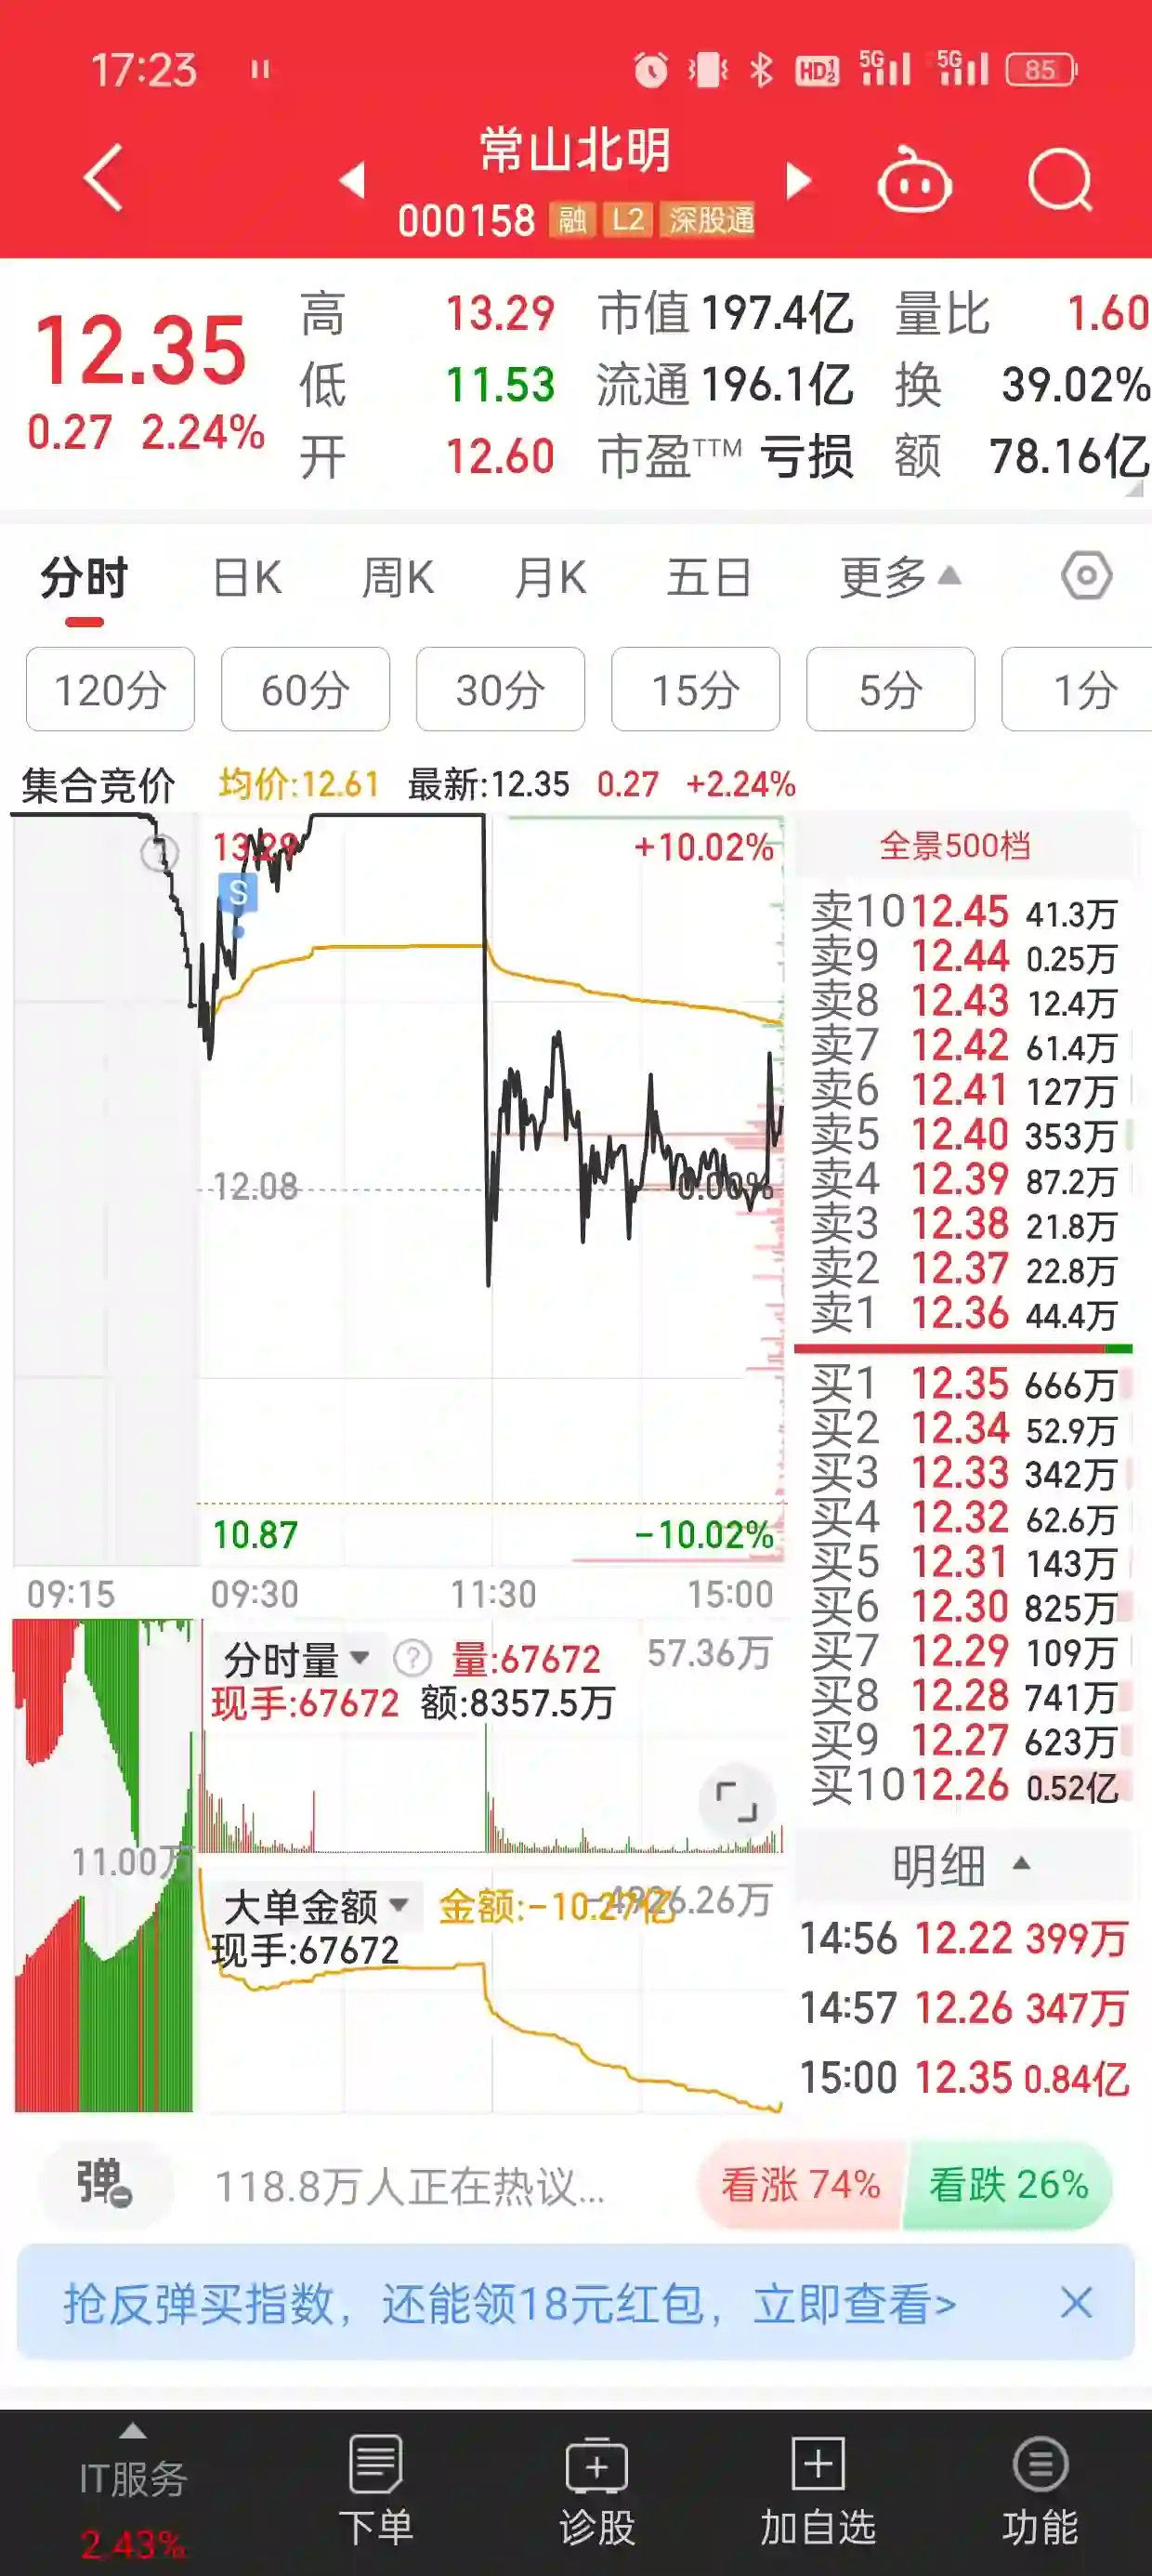 17:23
HD 1 2 5G 5G 85
常山北明
000158 融 L2 深股通
12.35
0.27 2.24%
高 13.29 市值 197.4亿 量比 1.60
低 11.53 流通 196.1亿 换 39.02%
开 12.60 市盈TTM 亏损 额 78.16亿
分时 日K 周K 月K 五日 更多
120分 60分 30分 15分 5分 1分
集合竞价 均价:12.61 最新:12.35 0.27 +2.24%
13.29 +10.02%
S
12.08 0.00%
10.87 -10.02%
09:15 09:30 11:30 15:00
全景500档
卖10 12.45 41.3万
卖9 12.44 0.25万
卖8 12.43 12.4万
卖7 12.42 61.4万
卖6 12.41 127万
卖5 12.40 353万
卖4 12.39 87.2万
卖3 12.38 21.8万
卖2 12.37 22.8万
卖1 12.36 44.4万
买1 12.35 666万
买2 12.34 52.9万
买3 12.33 342万
买4 12.32 62.6万
买5 12.31 143万
买6 12.30 825万
买7 12.29 109万
买8 12.28 741万
买9 12.27 623万
买10 12.26 0.52亿
分时量 ? 量:67672 57.36万
现手:67672 额:8357.5万
11.00万
大单金额 金额:-10.27亿
现手:67672
明细
14:56 12.22 399万
14:57 12.26 347万
15:00 12.35 0.84亿
弹 118.8万人正在热议... 看涨 74% 看跌 26%
抢反弹买指数，还能领18元红包，立即查看>
IT服务
2.43%
下单 诊股 加自选 功能